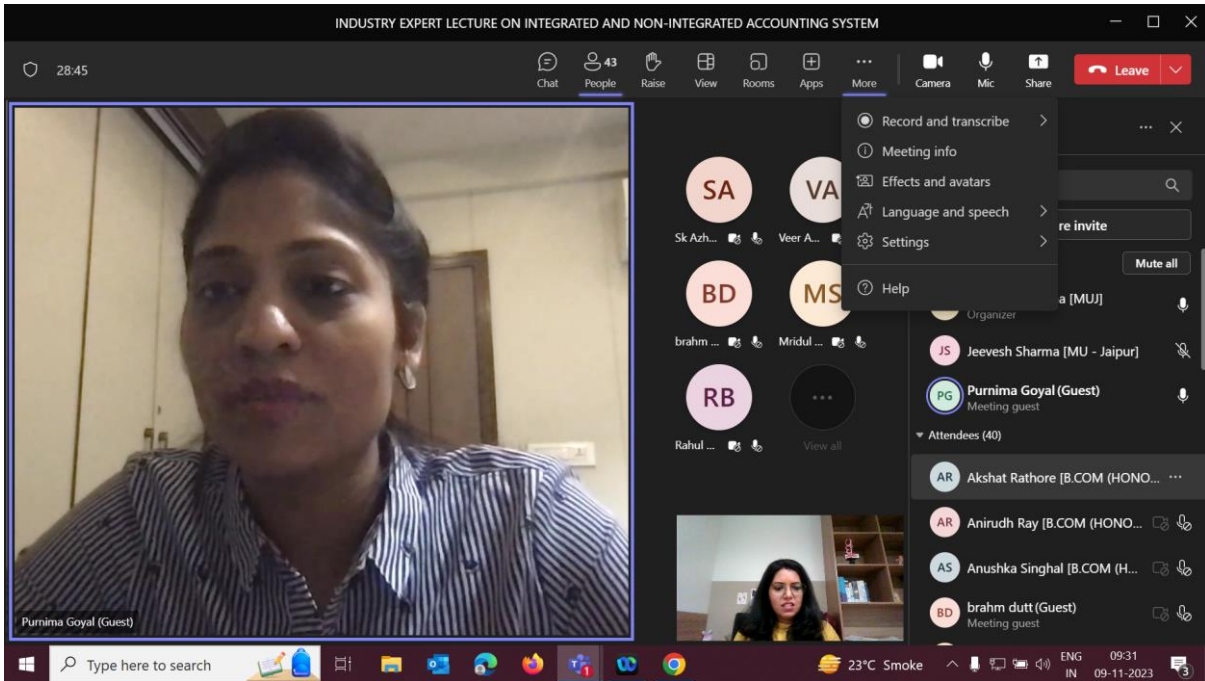 INDUSTRY EXPERT LECTURE ON INTEGRATED AND NON-INTEGRATED ACCOUNTING SYSTEM
28:45
Chat
43
People
Raise
View
Rooms
Apps
More
Camera
Mic
Share
Leave
Record and transcribe
Meeting info
Effects and avatars
Language and speech
Settings
Help
SA
VA
Sk Azh...
Veer A...
BD
MS
brahm ...
Mridul ...
RB
Rahul ...
View all
Purnima Goyal (Guest)
re invite
Mute all
a [MUJ]
Organizer
JS
Jeevesh Sharma [MU - Jaipur]
PG
Purnima Goyal (Guest)
Meeting guest
Attendees (40)
AR
Akshat Rathore [B.COM (HONO...
AR
Anirudh Ray [B.COM (HONO...
AS
Anushka Singhal [B.COM (H...
BD
brahm dutt (Guest)
Meeting guest
Type here to search
23°C Smoke
ENG
IN
09:31
09-11-2023
3